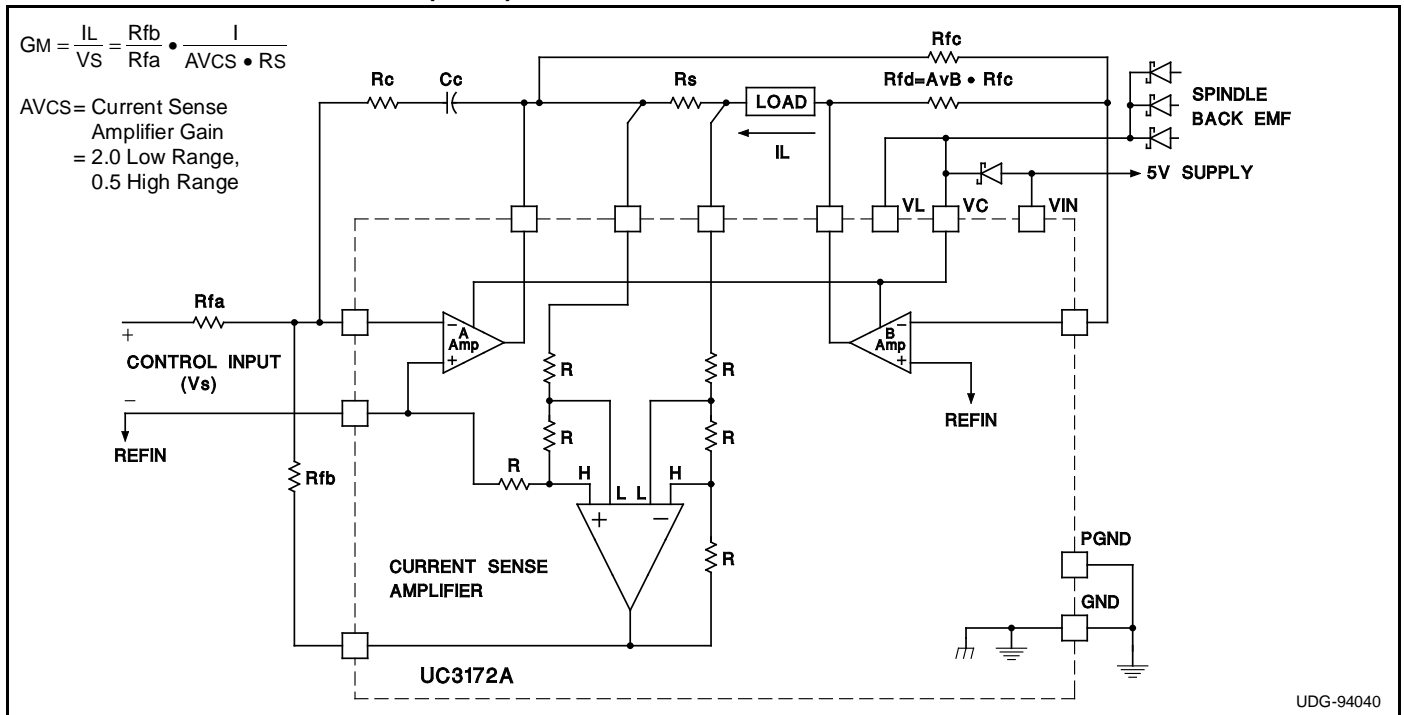 GM = IL / VS = Rfb / Rfa • I / AVCS • RS
AVCS = Current Sense
Amplifier Gain
= 2.0 Low Range,
0.5 High Range
Rfc
Rc
Cc
Rs
LOAD
Rfd=AvB • Rfc
IL
SPINDLE
BACK EMF
5V SUPPLY
VL
VC
VIN
Rfa
+
CONTROL INPUT
(Vs)
−
REFIN
Rfb
−
A
Amp
+
−
B
Amp
+
REFIN
R
R
R
R
R
H
L
L
H
+
−
R
CURRENT SENSE
AMPLIFIER
PGND
GND
UC3172A
UDG-94040